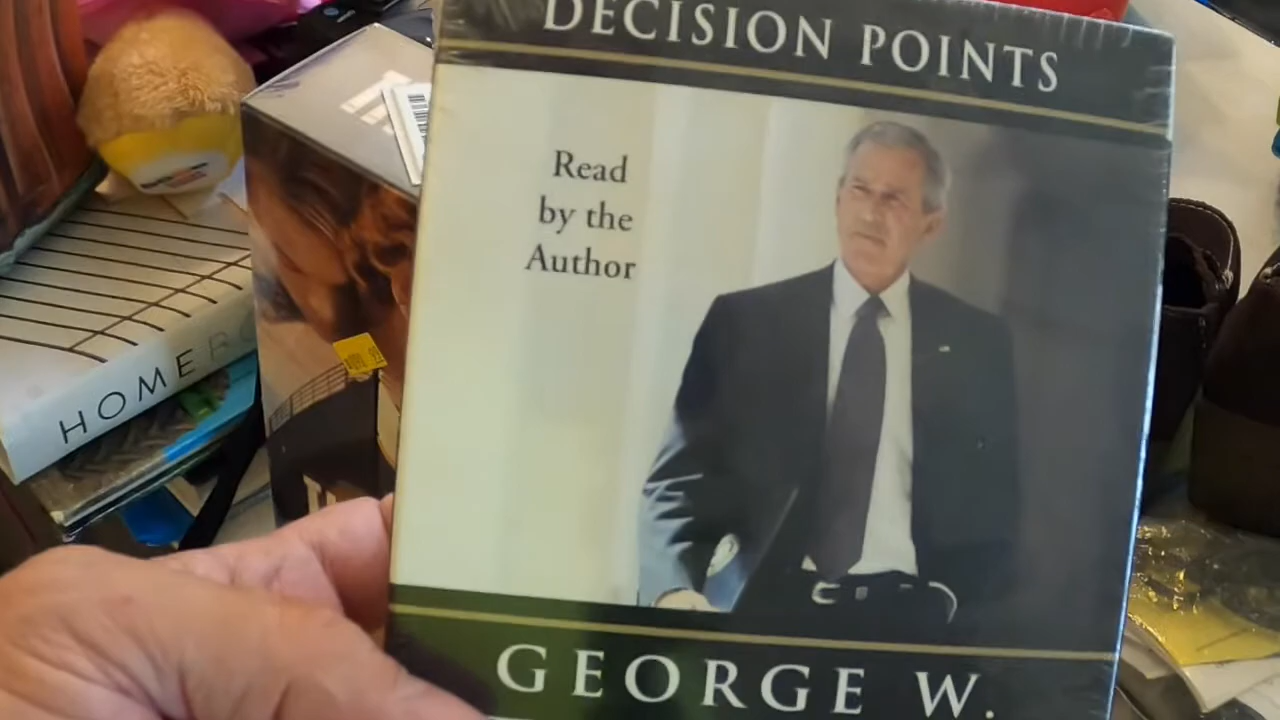 DECISION POINTS
Read
by the
Author
GEORGE W.
HOME